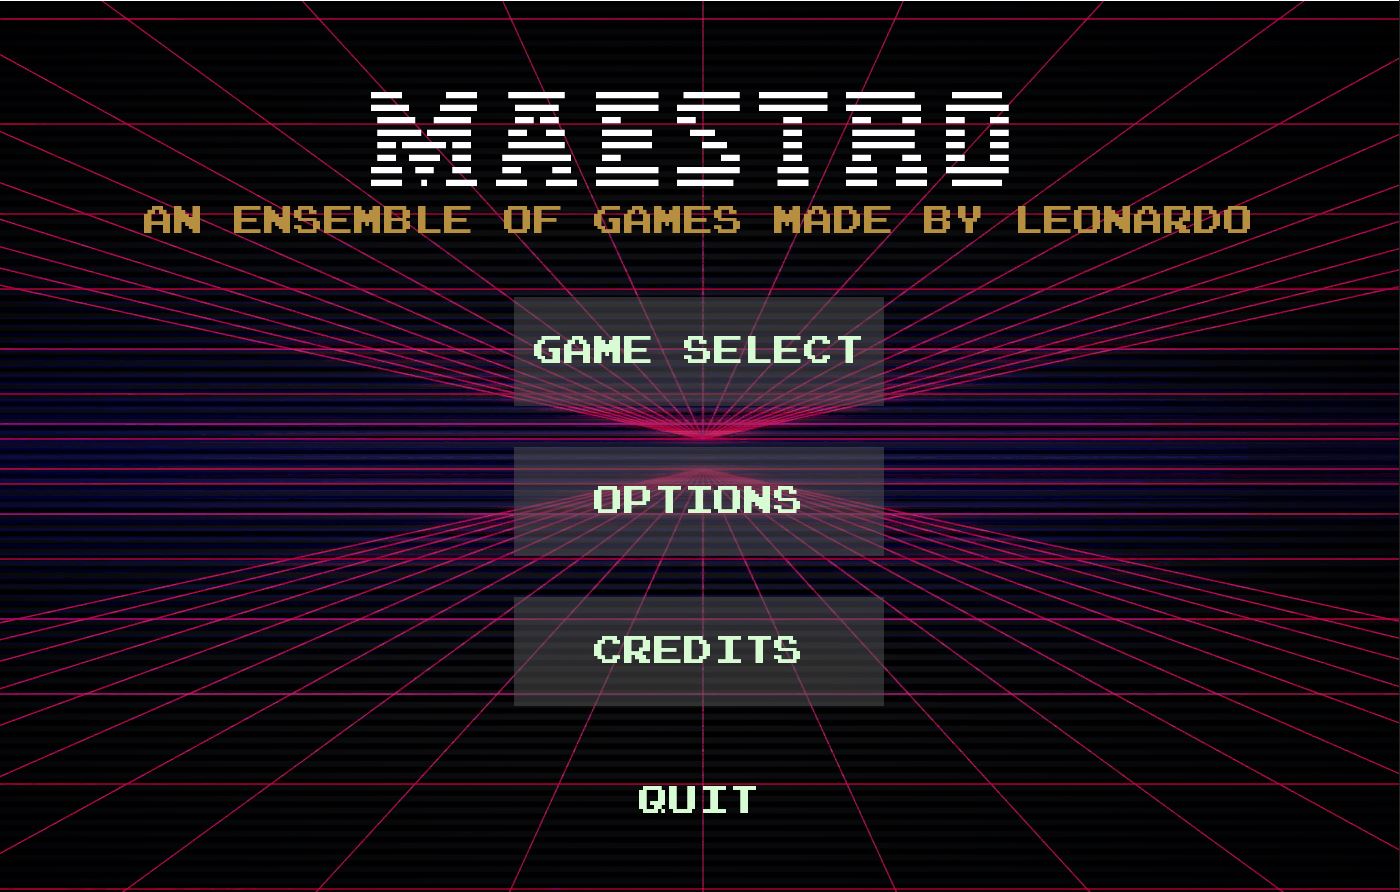 MAESTRO
AN ENSEMBLE OF GAMES MADE BY LEONARDO
GAME SELECT
OPTIONS
CREDITS
QUIT